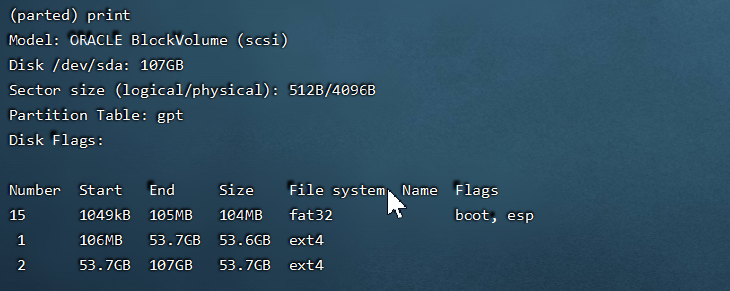 (parted) print
Model: ORACLE BlockVolume (scsi)
Disk /dev/sda: 107GB
Sector size (logical/physical): 512B/4096B
Partition Table: gpt
Disk Flags:
Number  Start   End     Size    File system  Name  Flags
15      1049kB  105MB   104MB   fat32              boot, esp
 1      106MB   53.7GB  53.6GB  ext4
 2      53.7GB  107GB   53.7GB  ext4